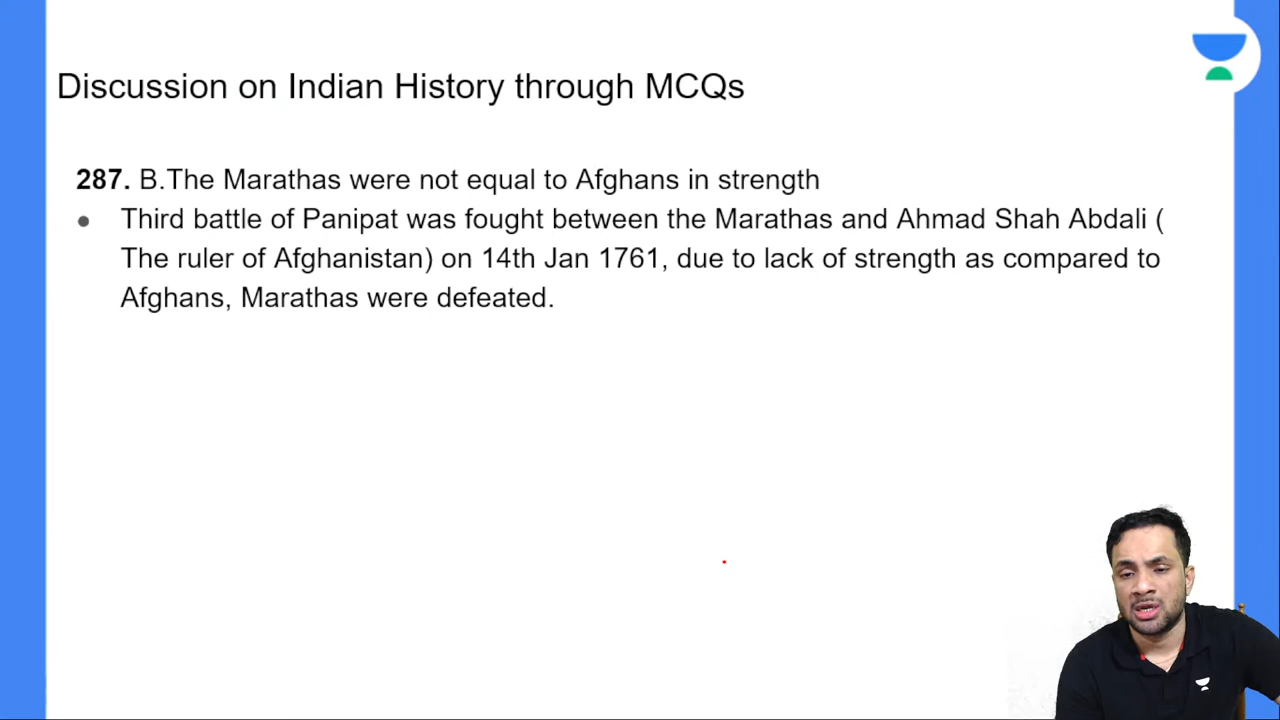 Discussion on Indian History through MCQs
287. B.The Marathas were not equal to Afghans in strength
● Third battle of Panipat was fought between the Marathas and Ahmad Shah Abdali (
The ruler of Afghanistan) on 14th Jan 1761, due to lack of strength as compared to
Afghans, Marathas were defeated.